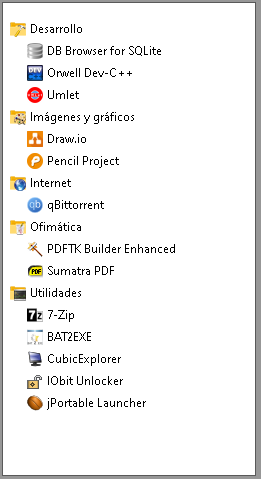 Desarrollo
DB Browser for SQLite
Orwell Dev-C++
Umlet
Imágenes y gráficos
Draw.io
Pencil Project
Internet
qBittorrent
Ofimática
PDFTK Builder Enhanced
Sumatra PDF
Utilidades
7-Zip
BAT2EXE
CubicExplorer
IObit Unlocker
jPortable Launcher